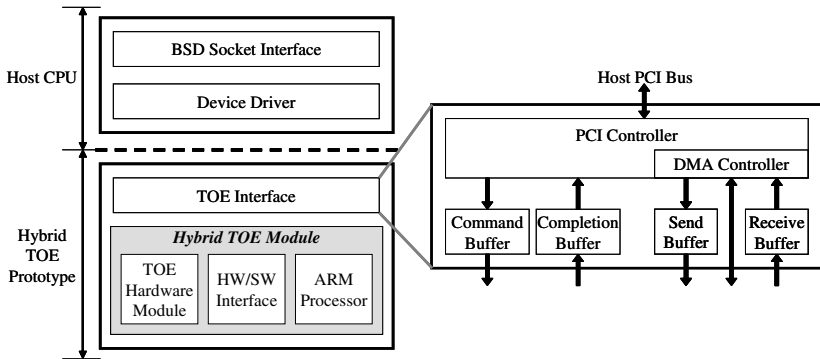 Host CPU
BSD Socket Interface
Device Driver
Hybrid
TOE
Prototype
TOE Interface
Hybrid TOE Module
TOE
Hardware
Module
HW/SW
Interface
ARM
Processor
Host PCI Bus
PCI Controller
DMA Controller
Command
Buffer
Completion
Buffer
Send
Buffer
Receive
Buffer